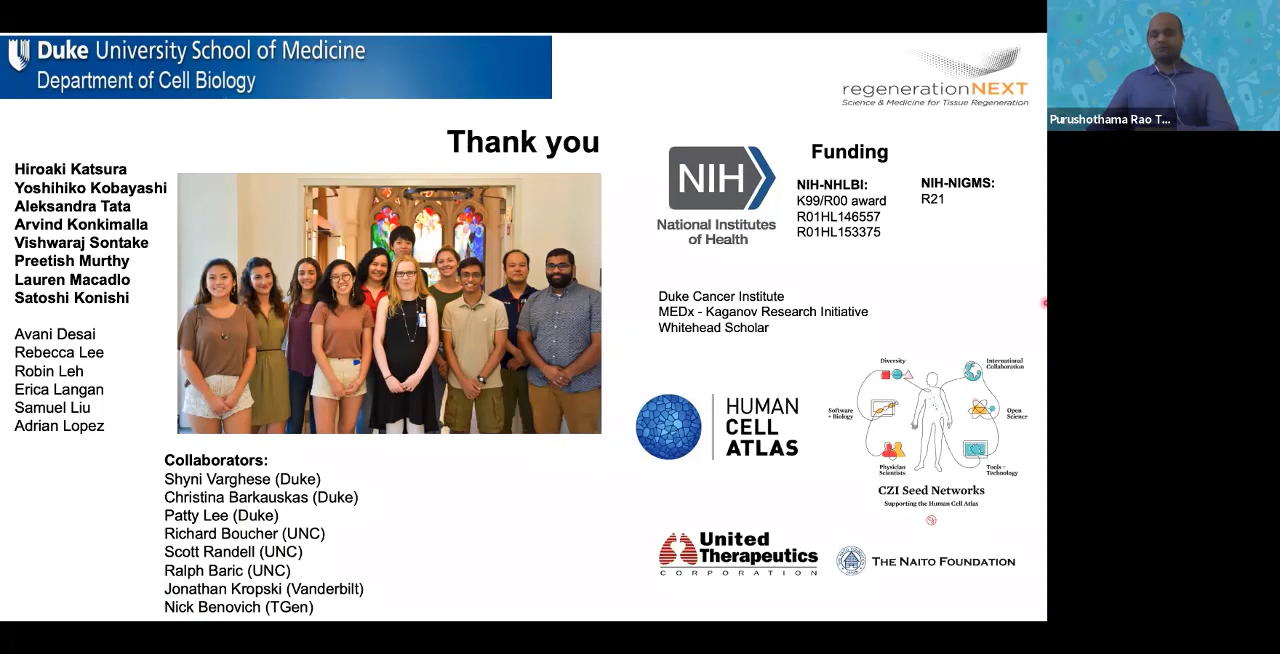 Duke University School of Medicine
Department of Cell Biology
regenerationNEXT
Science & Medicine for Tissue Regeneration
Purushothama Rao T...
Thank you
Hiroaki Katsura
Yoshihiko Kobayashi
Aleksandra Tata
Arvind Konkimalla
Vishwaraj Sontake
Preetish Murthy
Lauren Macadlo
Satoshi Konishi
Avani Desai
Rebecca Lee
Robin Leh
Erica Langan
Samuel Liu
Adrian Lopez
Collaborators:
Shyni Varghese (Duke)
Christina Barkauskas (Duke)
Patty Lee (Duke)
Richard Boucher (UNC)
Scott Randell (UNC)
Ralph Baric (UNC)
Jonathan Kropski (Vanderbilt)
Nick Benovich (TGen)
NIH
National Institutes
of Health
Funding
NIH-NHLBI:
K99/R00 award
R01HL146557
R01HL153375
NIH-NIGMS:
R21
Duke Cancer Institute
MEDx - Kaganov Research Initiative
Whitehead Scholar
HUMAN
CELL
ATLAS
Diversity
International
Collaboration
Software
+ Biology
Open
Science
Physician
Scientists
Tools +
Technology
CZI Seed Networks
Supporting the Human Cell Atlas
United
Therapeutics
CORPORATION
THE NAITO FOUNDATION